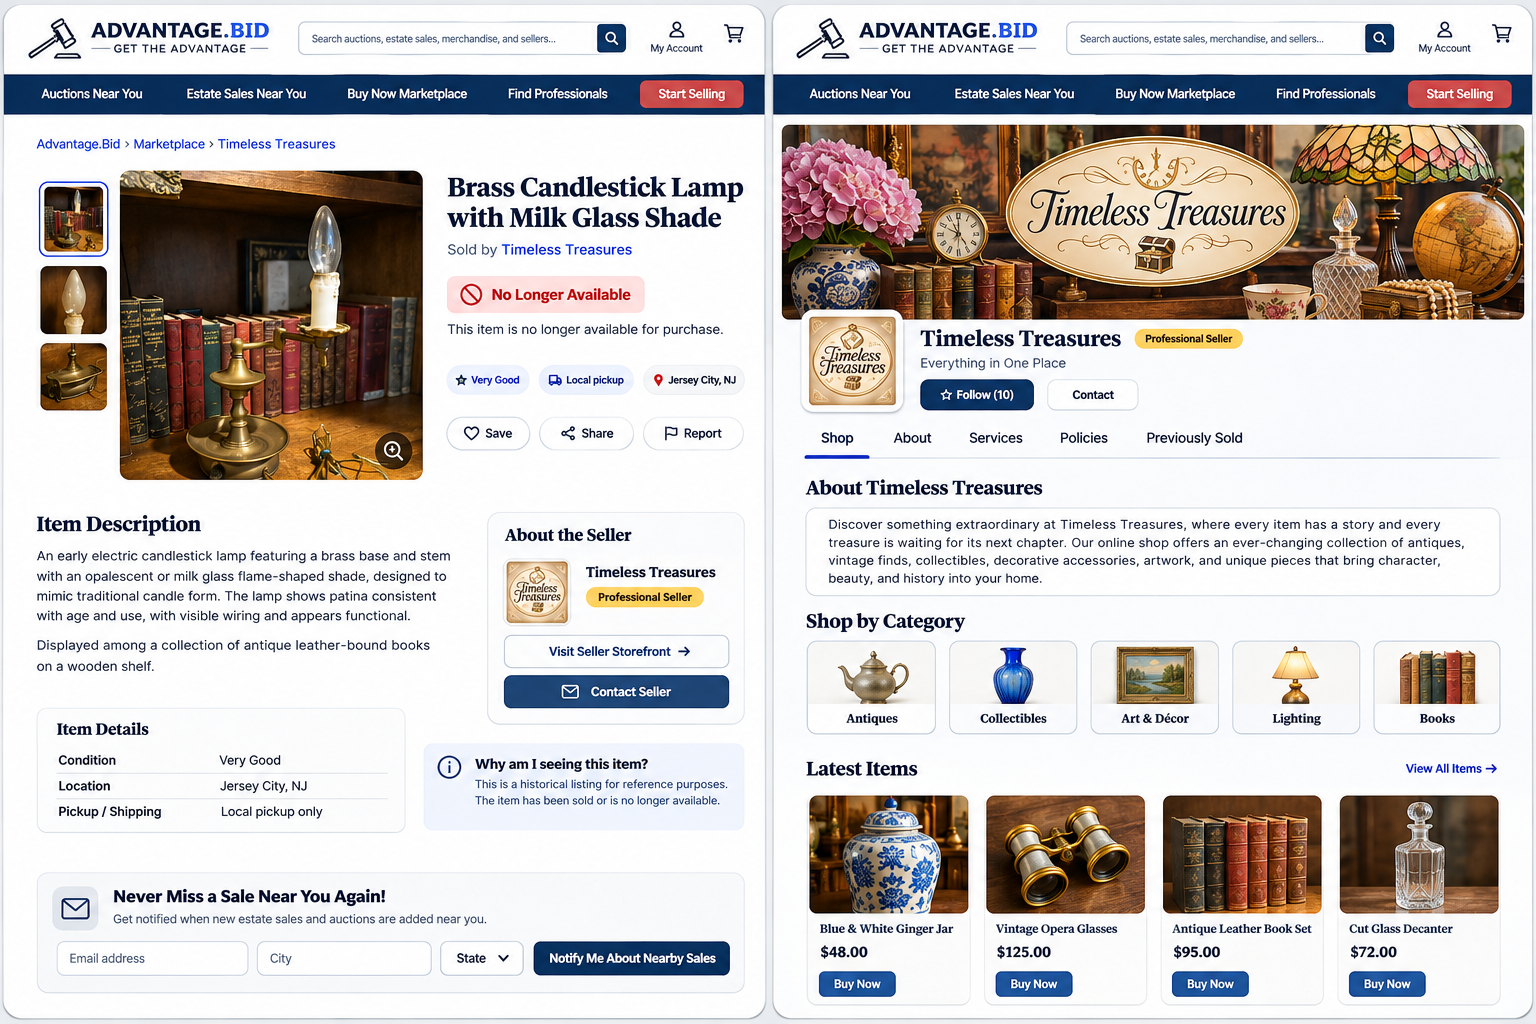 ADVANTAGE.BID
GET THE ADVANTAGE
Search auctions, estate sales, merchandise, and sellers...
My Account
Auctions Near You
Estate Sales Near You
Buy Now Marketplace
Find Professionals
Start Selling
Advantage.Bid › Marketplace › Timeless Treasures
Brass Candlestick Lamp
with Milk Glass Shade
Sold by Timeless Treasures
No Longer Available
This item is no longer available for purchase.
Very Good
Local pickup
Jersey City, NJ
Save
Share
Report
Item Description
An early electric candlestick lamp featuring a brass base and stem
with an opalescent or milk glass flame-shaped shade, designed to
mimic traditional candle form. The lamp shows patina consistent
with age and use, with visible wiring and appears functional.
Displayed among a collection of antique leather-bound books
on a wooden shelf.
About the Seller
Timeless
Treasures
Timeless Treasures
Professional Seller
Visit Seller Storefront →
Contact Seller
Item Details
Condition Very Good
Location Jersey City, NJ
Pickup / Shipping Local pickup only
Why am I seeing this item?
This is a historical listing for reference purposes.
The item has been sold or is no longer available.
Never Miss a Sale Near You Again!
Get notified when new estate sales and auctions are added near you.
Email address
City
State
Notify Me About Nearby Sales
ADVANTAGE.BID
GET THE ADVANTAGE
Search auctions, estate sales, merchandise, and sellers...
My Account
Auctions Near You
Estate Sales Near You
Buy Now Marketplace
Find Professionals
Start Selling
Timeless Treasures
Timeless
Treasures
Timeless Treasures
Professional Seller
Everything in One Place
Follow (10)
Contact
Shop
About
Services
Policies
Previously Sold
About Timeless Treasures
Discover something extraordinary at Timeless Treasures, where every item has a story and every
treasure is waiting for its next chapter. Our online shop offers an ever-changing collection of antiques,
vintage finds, collectibles, decorative accessories, artwork, and unique pieces that bring character,
beauty, and history into your home.
Shop by Category
Antiques
Collectibles
Art & Décor
Lighting
Books
Latest Items
View All Items →
Blue & White Ginger Jar
$48.00
Buy Now
Vintage Opera Glasses
$125.00
Buy Now
Antique Leather Book Set
$95.00
Buy Now
Cut Glass Decanter
$72.00
Buy Now